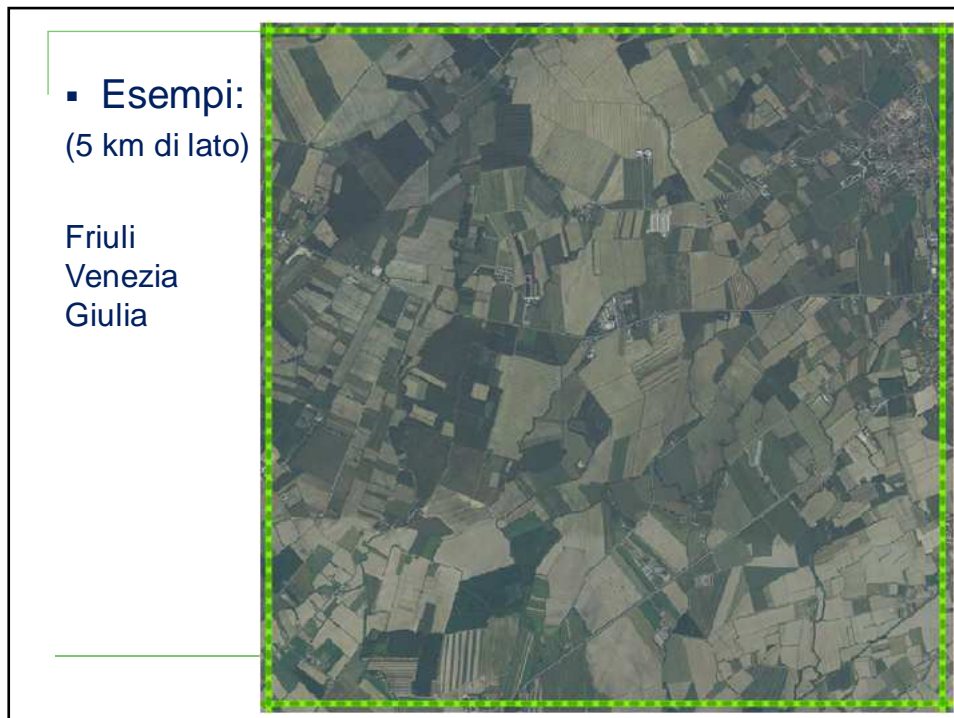 ▪ Esempi:
(5 km di lato)
Friuli
Venezia
Giulia